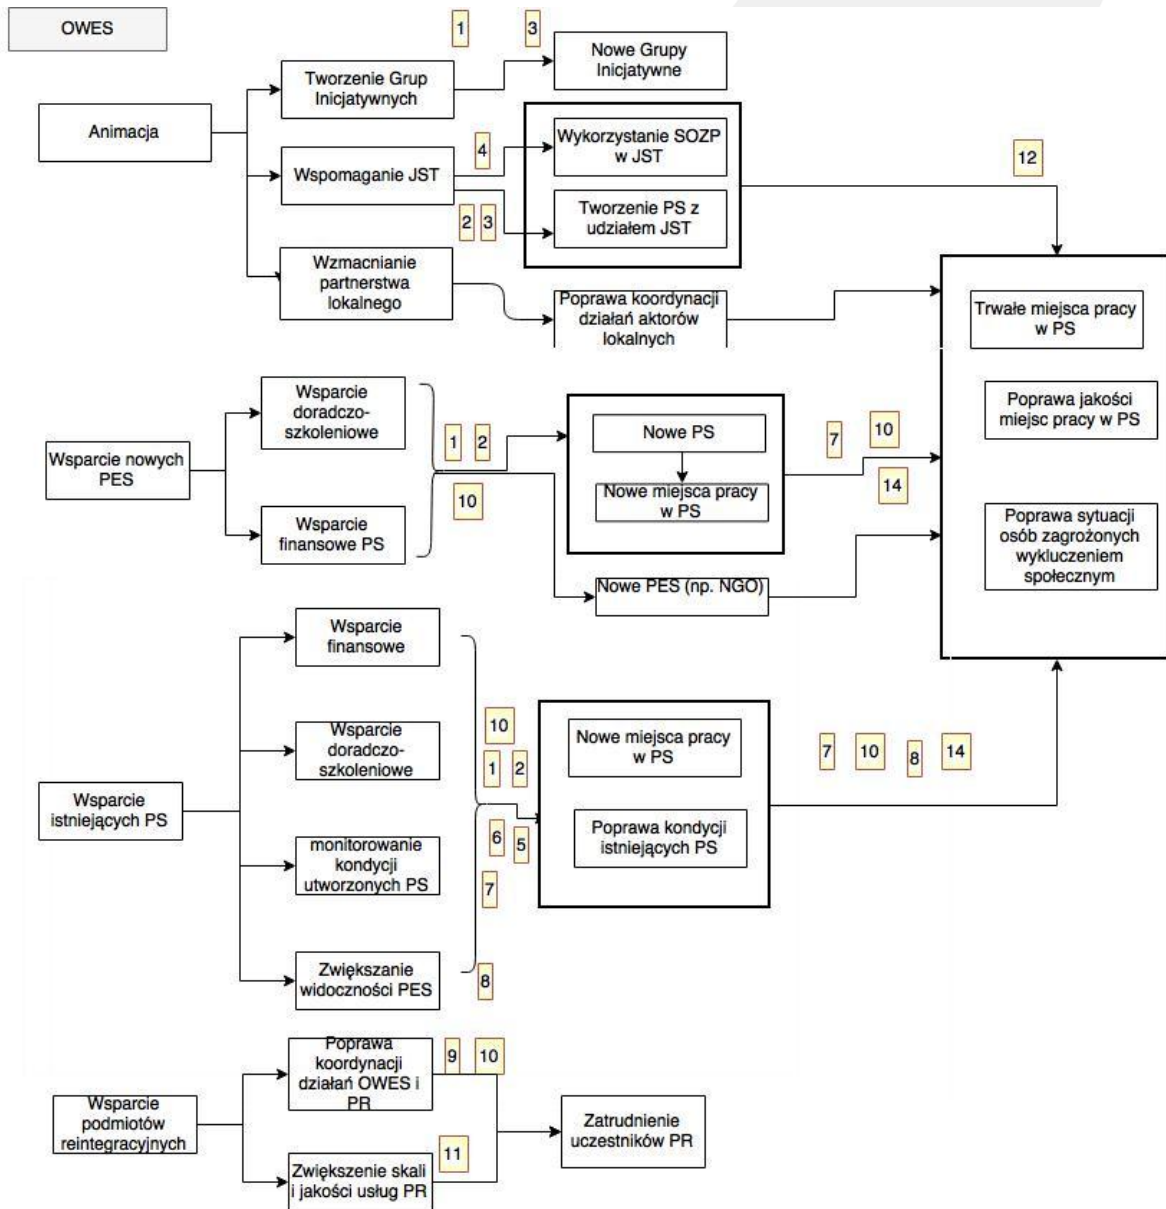 OWES
1
3
Nowe Grupy
Inicjatywne
Tworzenie Grup
Inicjatywnych
Animacja
4
Wykorzystanie SOZP
w JST
12
Wspomaganie JST
2 3
Tworzenie PS z
udziałem JST
Wzmacnianie
partnerstwa
lokalnego
Poprawa koordynacji
działań aktorów
lokalnych
Trwałe miejsca pracy
w PS
Poprawa jakości
miejsc pracy w PS
Poprawa sytuacji
osób zagrożonych
wykluczeniem
społecznym
Wsparcie
doradczo-
szkoleniowe
Wsparcie nowych
PES
Wsparcie
finansowe PS
1 2
10
Nowe PS
Nowe miejsca pracy
w PS
7 10
14
Nowe PES (np. NGO)
Wsparcie
finansowe
Wsparcie
doradczo-
szkoleniowe
Wsparcie
istniejących PS
monitorowanie
kondycji
utworzonych PS
Zwiększanie
widoczności PES
10
1 2
6 5
7
8
Nowe miejsca pracy
w PS
Poprawa kondycji
istniejących PS
7 10 8 14
Poprawa
koordynacji
działań OWES i
PR
9 10
Wsparcie
podmiotów
reintegracyjnych
Zwiększenie skali
i jakości usług PR
11
Zatrudnienie
uczestników PR